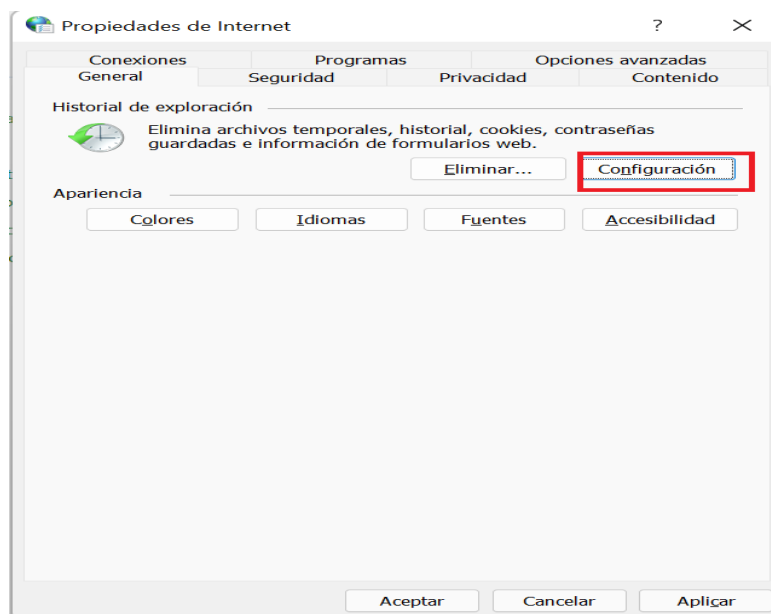 Propiedades de Internet ?
Conexiones Programas Opciones avanzadas
General Seguridad Privacidad Contenido
Historial de exploración
Elimina archivos temporales, historial, cookies, contraseñas
guardadas e información de formularios web.
Eliminar... Configuración
Apariencia
Colores Idiomas Fuentes Accesibilidad
Aceptar Cancelar Aplicar